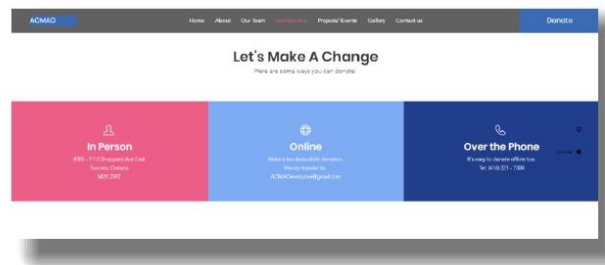 ACMAO
Home About Our Team Membership Projects/Events Gallery Contact us
Donate
Let's Make A Change
Here are some ways you can donate:
In Person
Toronto, Ontario
Online
Make a tax deductible donation.
Money transfer to:
Over the Phone
It's easy to donate offline too.